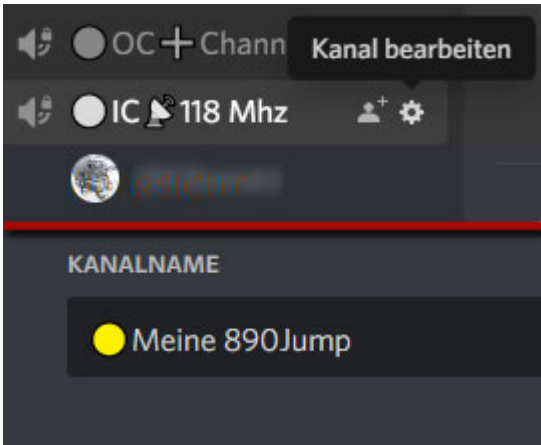 OC + Chann
Kanal bearbeiten
IC 118 Mhz
KANALNAME
Meine 890Jump